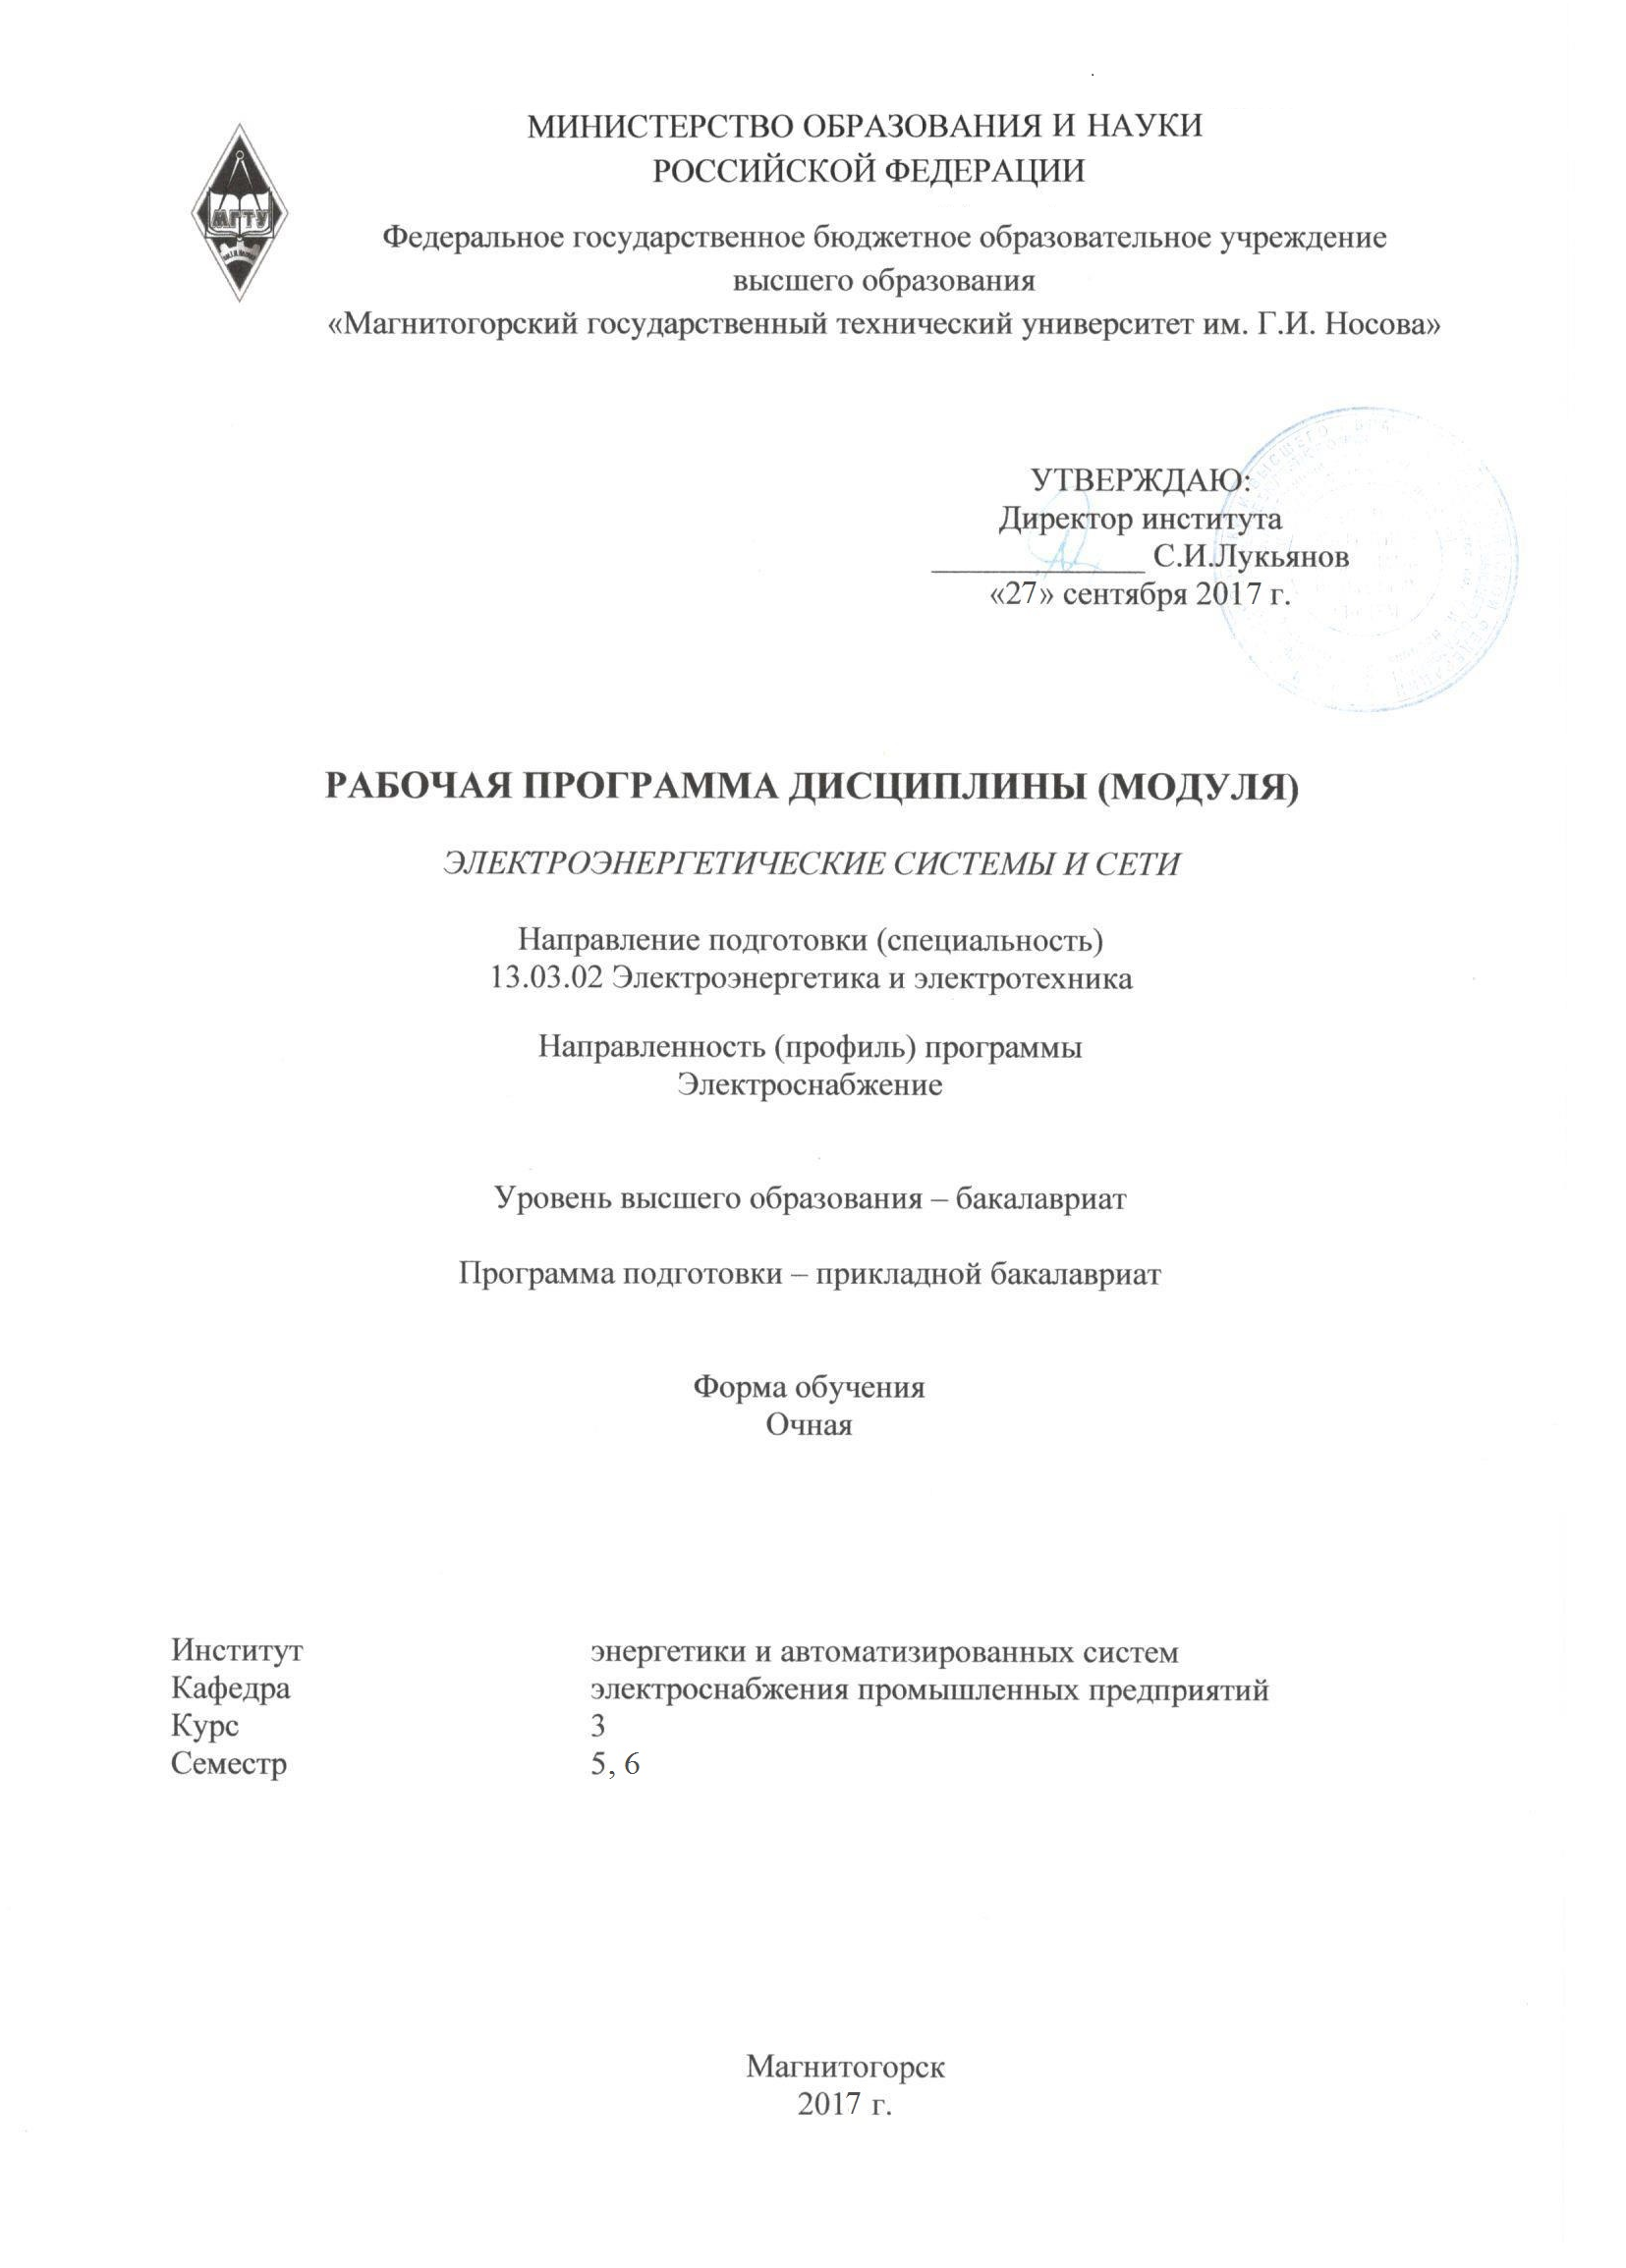 МИНИСТЕРСТВО ОБРАЗОВАНИЯ И НАУКИ
РОССИЙСКОЙ ФЕДЕРАЦИИ
МГТУ
Федеральное государственное бюджетное образовательное учреждение
высшего образования
«Магнитогорский государственный технический университет им. Г.И. Носова»
УТВЕРЖДАЮ:
Директор института
_____________ С.И.Лукьянов
«27» сентября 2017 г.
РАБОЧАЯ ПРОГРАММА ДИСЦИПЛИНЫ (МОДУЛЯ)
ЭЛЕКТРОЭНЕРГЕТИЧЕСКИЕ СИСТЕМЫ И СЕТИ
Направление подготовки (специальность)
13.03.02 Электроэнергетика и электротехника
Направленность (профиль) программы
Электроснабжение
Уровень высшего образования – бакалавриат
Программа подготовки – прикладной бакалавриат
Форма обучения
Очная
Институт энергетики и автоматизированных систем
Кафедра электроснабжения промышленных предприятий
Курс 3
Семестр 5, 6
Магнитогорск
2017 г.